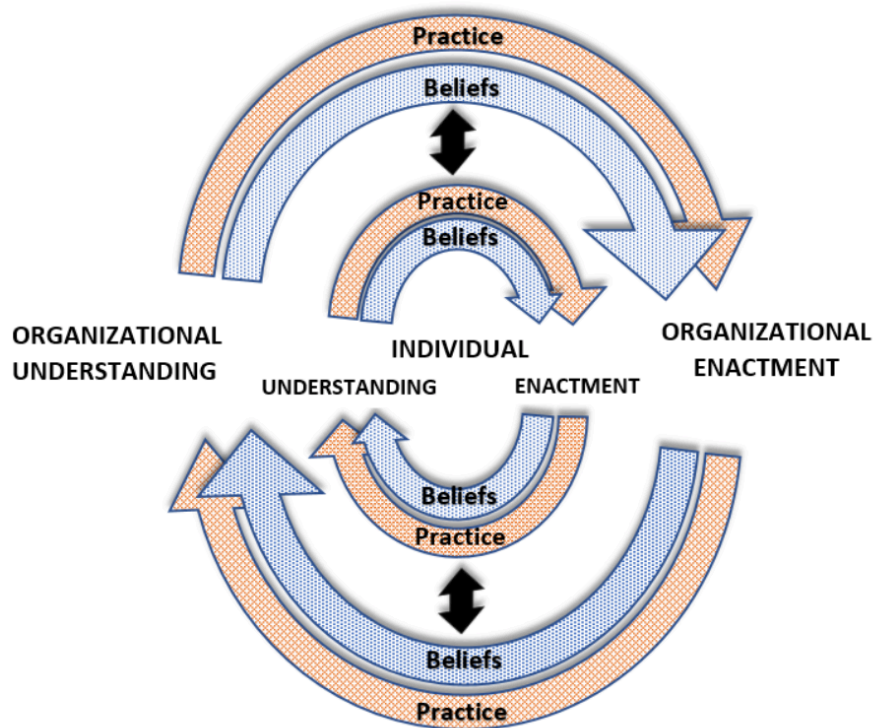 Practice
Beliefs
Practice
Beliefs
ORGANIZATIONAL
UNDERSTANDING
INDIVIDUAL
UNDERSTANDING
ENACTMENT
ORGANIZATIONAL
ENACTMENT
Beliefs
Practice
Beliefs
Practice